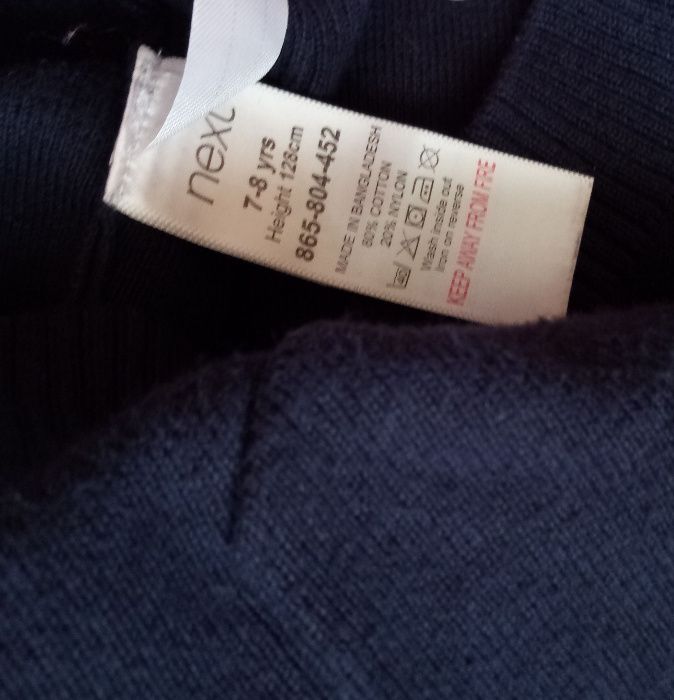 next
7-8 yrs
Height 128cm
865-804-452
MADE IN BANGLADESH
80% COTTON
20% NYLON
40
Wash inside out
Iron on reverse
KEEP AWAY FROM FIRE